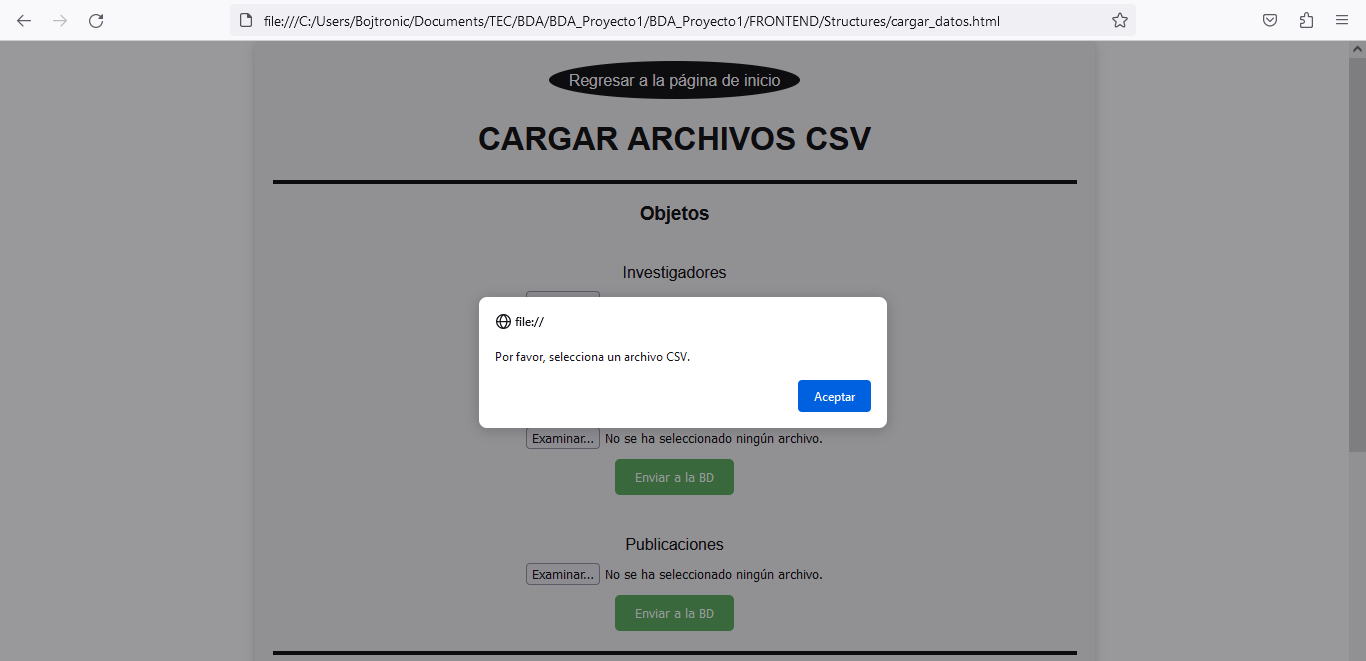 file:///C:/Users/Bojtronic/Documents/TEC/BDA/BDA_Proyecto1/BDA_Proyecto1/FRONTEND/Structures/cargar_datos.html
Regresar a la página de inicio
CARGAR ARCHIVOS CSV
Objetos
Investigadores
file://
Por favor, selecciona un archivo CSV.
Aceptar
Examinar... No se ha seleccionado ningún archivo.
Enviar a la BD
Publicaciones
Examinar... No se ha seleccionado ningún archivo.
Enviar a la BD